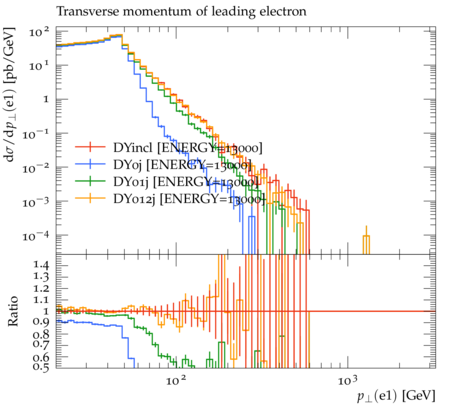 Transverse momentum of leading electron
dσ/dp⊥(e1) [pb/GeV]
10²
10
1
10⁻¹
10⁻²
10⁻³
10⁻⁴
DYincl [ENERGY=13000]
DY0j [ENERGY=13000]
DY01j [ENERGY=13000]
DY012j [ENERGY=13000]
Ratio
1.4
1.3
1.2
1.1
1
0.9
0.8
0.7
0.6
0.5
10² 10³
p⊥(e1) [GeV]